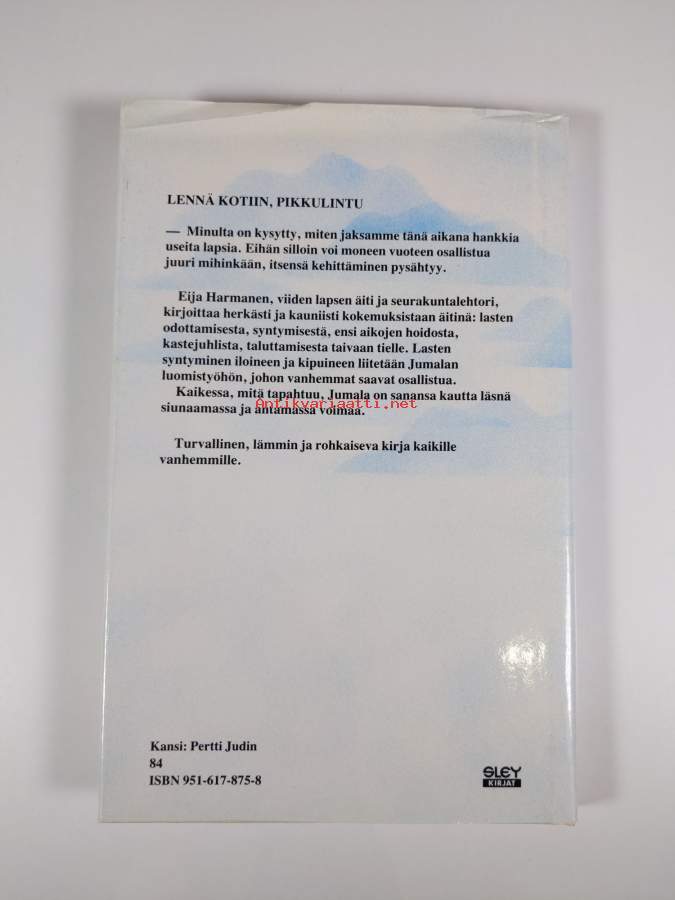 LENNÄ KOTIIN, PIKKULINTU
— Minulta on kysytty, miten jaksamme tänä aikana hankkia
useita lapsia. Eihän silloin voi moneen vuoteen osallistua
juuri mihinkään, itsensä kehittäminen pysähtyy.
Eija Harmanen, viiden lapsen äiti ja seurakuntalehtori,
kirjoittaa herkästi ja kauniisti kokemuksistaan äitinä: lasten
odottamisesta, syntymisestä, ensi aikojen hoidosta,
kastejuhlista, taluttamisesta taivaan tielle. Lasten
syntyminen iloineen ja kipuineen liitetään Jumalan
luomistyöhön, johon vanhemmat saavat osallistua.
Kaikessa, mitä tapahtuu, Jumala on sanansa kautta läsnä
siunaamassa ja antamassa voimaa.
Antikvariaatti.net
Turvallinen, lämmin ja rohkaiseva kirja kaikille
vanhemmille.
Kansi: Pertti Judin
84
ISBN 951-617-875-8
SLEY
KIRJAT